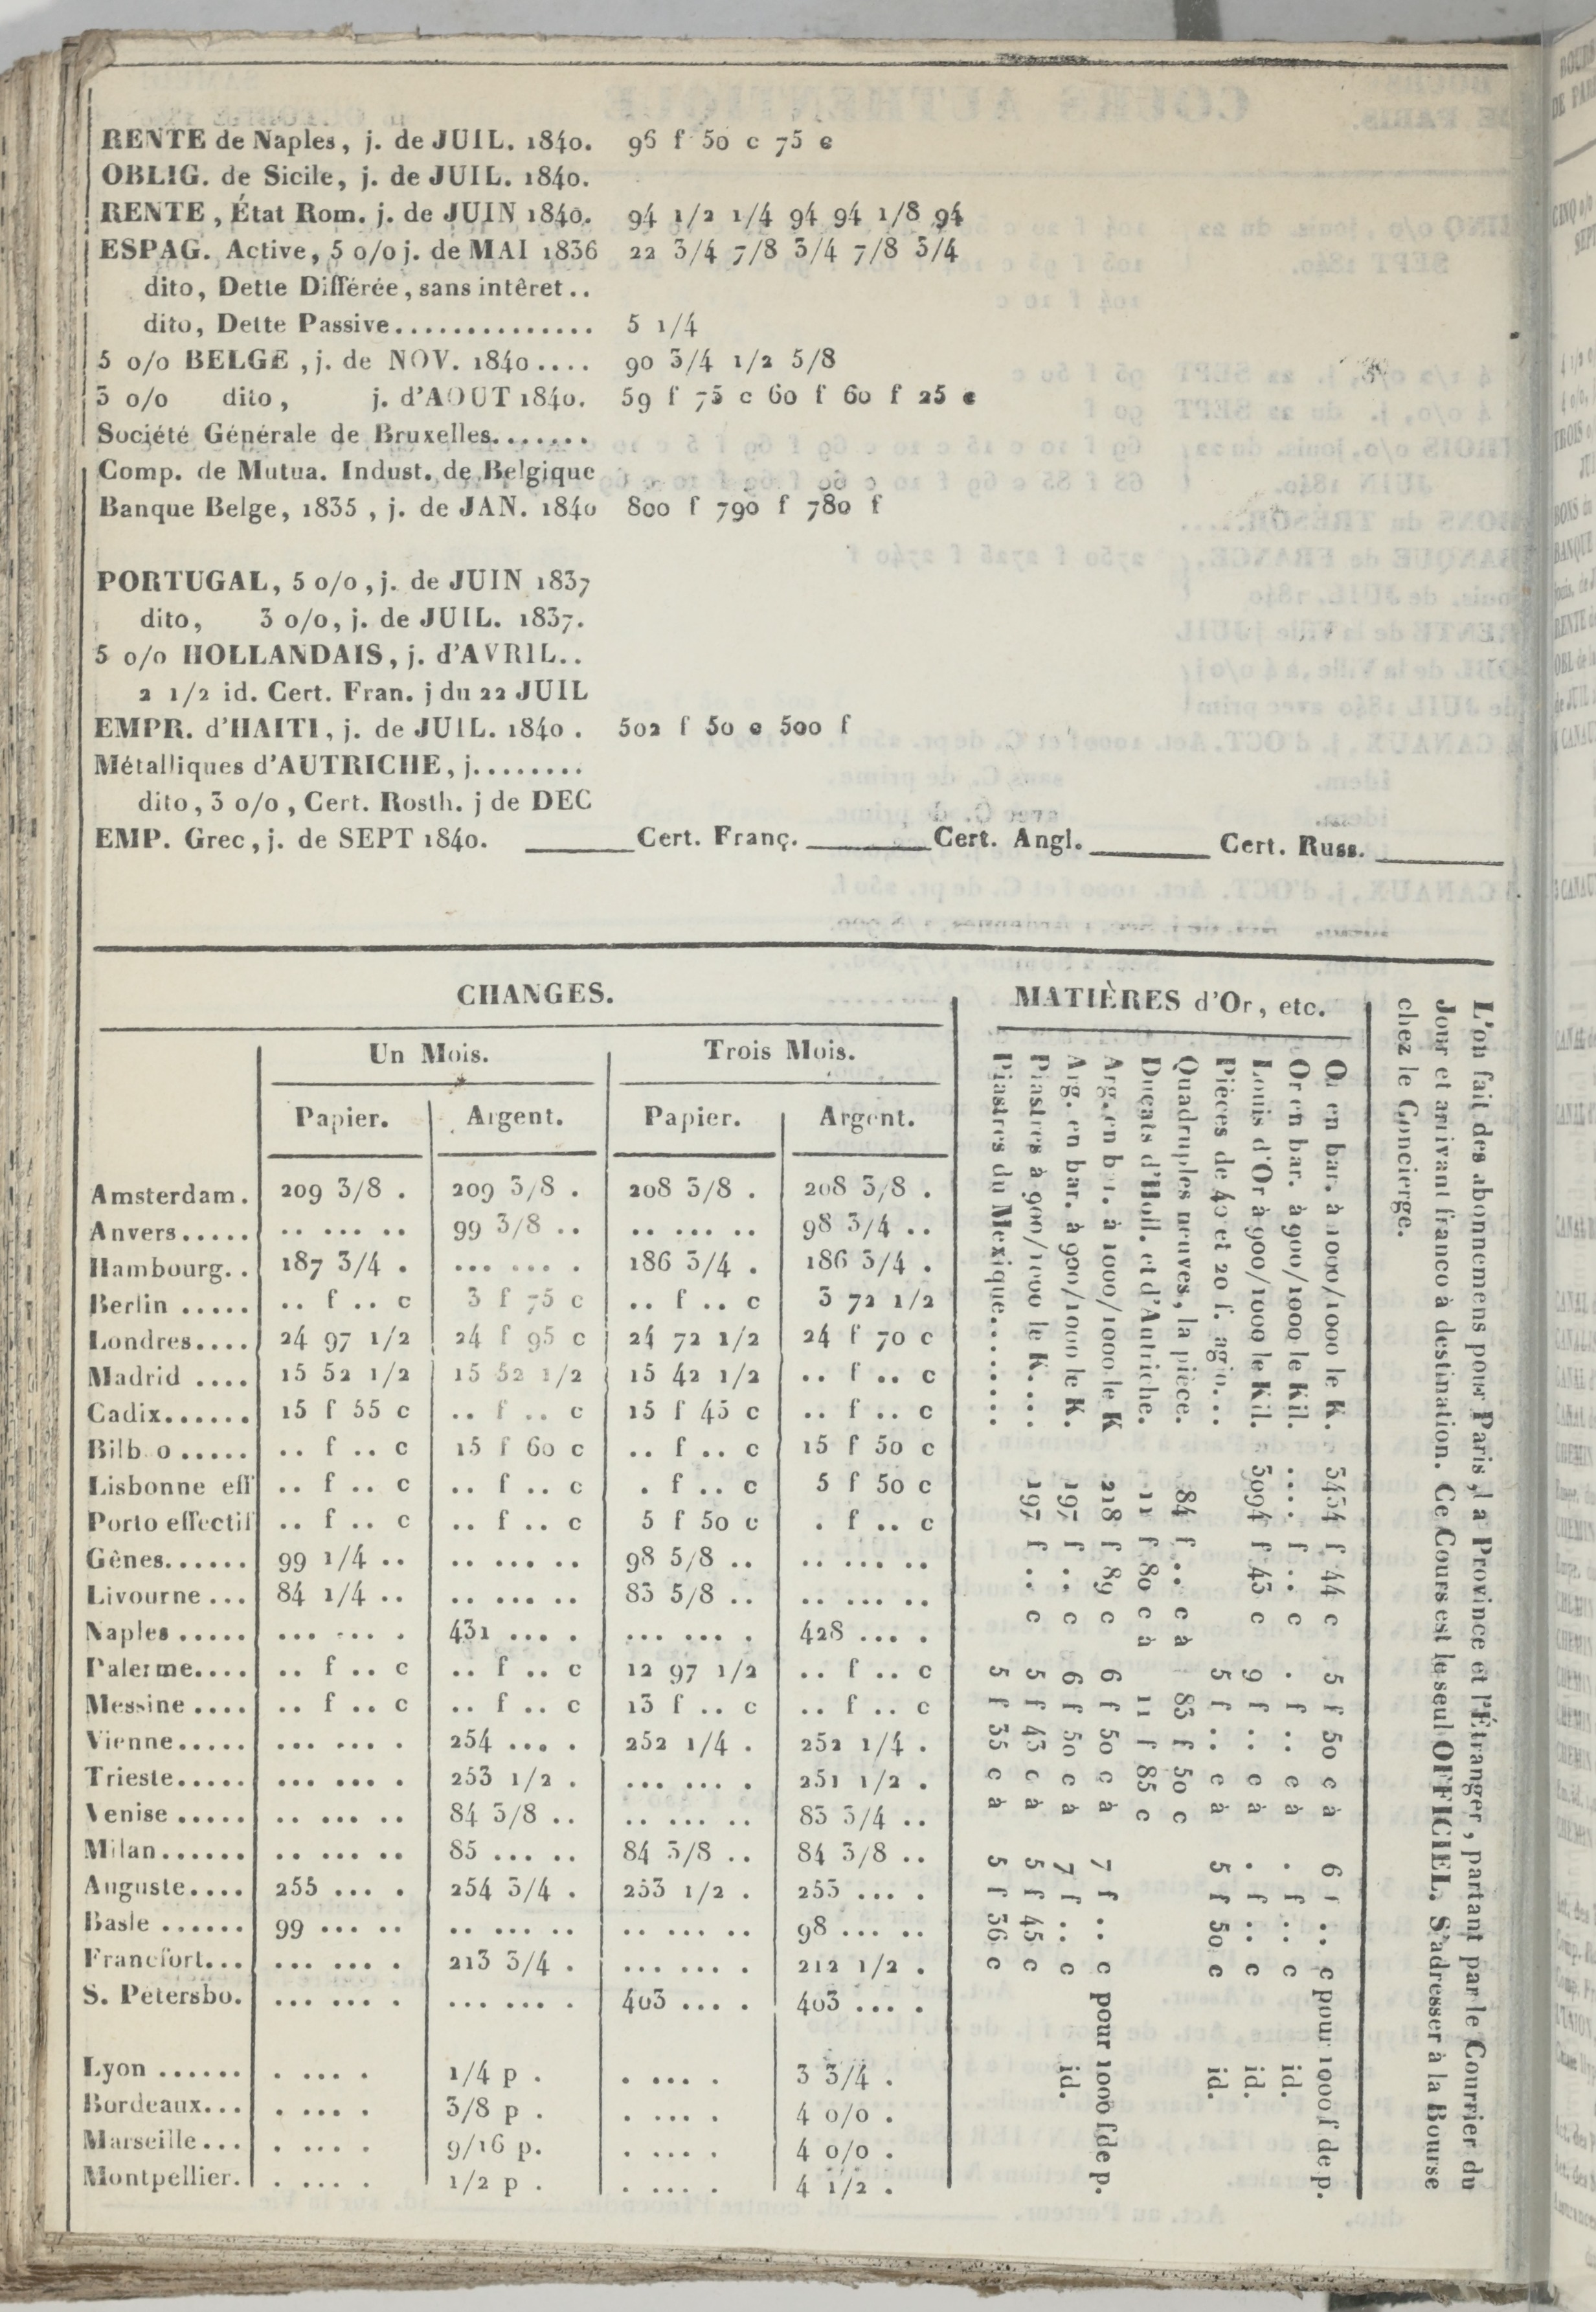 RENTE de Naples, j. de JUIL. 1840. 96 f 50 c 75 c
OBLIG. de Sicile, j. de JUIL. 1840.
RENTE, État Rom. j. de JUIN 1840. 94 1/2 1/4 94 94 1/8 94
ESPAG. Active, 5 o/o j. de MAI 1836 22 3/4 7/8 3/4 7/8 3/4
dito, Dette Différée, sans intêret..
dito, Dette Passive.............. 5 1/4
5 o/o BELGE, j. de NOV. 1840.... 90 3/4 1/2 5/8
3 o/o dito, j. d'AOUT 1840. 59 f 75 c 60 f 60 f 25 c
Société Générale de Bruxelles.......
Comp. de Mutua. Indust. de Belgique
Banque Belge, 1835, j. de JAN. 1840 800 f 790 f 780 f
PORTUGAL, 5 o/o, j. de JUIN 1837
dito, 3 o/o, j. de JUIL. 1837.
5 o/o HOLLANDAIS, j. d'AVRIL..
2 1/2 id. Cert. Fran. j du 22 JUIL
EMPR. d'HAITI, j. de JUIL. 1840. 502 f 50 c 500 f
Métalliques d'AUTRICHE, j........
dito, 3 o/o, Cert. Rosth. j de DEC
EMP. Grec, j. de SEPT 1840. ______ Cert. Franç. ______ Cert. Angl. ______ Cert. Russ. ______
CHANGES.
Un Mois. Trois Mois.
Papier. Argent. Papier. Argent.
Amsterdam. 209 3/8 . 209 3/8 . 208 3/8 . 208 3/8 .
Anvers..... .. ... .. 99 3/8 .. .. ... .. 98 3/4 ..
Hambourg.. 187 3/4 . ... ... . 186 3/4 . 186 3/4 .
Berlin ..... .. f .. c 3 f 75 c .. f .. c 3 72 1/2
Londres.... 24 97 1/2 24 f 95 c 24 72 1/2 24 f 70 c
Madrid .... 15 52 1/2 15 52 1/2 15 42 1/2 .. f .. c
Cadix...... 15 f 55 c .. f .. c 15 f 45 c .. f .. c
Bilb o ..... .. f .. c 15 f 60 c .. f .. c 15 f 50 c
Lisbonne eff .. f .. c .. f .. c . f .. c 5 f 50 c
Porto effectif .. f .. c .. f .. c 5 f 50 c . f .. c
Gênes...... 99 1/4 .. .. ... .. 98 5/8 .. .. ... ..
Livourne ... 84 1/4 .. .. ... .. 83 5/8 .. .. ... ..
Naples ..... ... ... . 431 ... . ... ... . 428 ... .
Palerme.... .. f .. c .. f .. c 12 97 1/2 .. f .. c
Messine .... .. f .. c .. f .. c 13 f .. c .. f .. c
Vienne..... ... ... . 254 ... . 252 1/4 . 252 1/4 .
Trieste..... ... ... . 253 1/2 . ... ... . 251 1/2 .
Venise ..... .. ... .. 84 3/8 .. .. ... .. 83 3/4 ..
Milan...... .. ... .. 85 ... .. 84 3/8 .. 84 3/8 ..
Auguste.... 255 ... . 254 3/4 . 253 1/2 . 253 ... .
Basle ...... 99 ... .. .. ... .. .. ... .. 98 ... ..
Francfort... ... ... . 213 3/4 . ... ... . 212 1/2 .
S. Petersbo. ... ... . ... ... . 403 ... . 403 ... .
Lyon ...... . ... . 1/4 p . . ... . 3 3/4 .
Bordeaux... . ... . 3/8 p . . ... . 4 o/o .
Marseille... . ... . 9/16 p. . ... . 4 o/o .
Montpellier. . ... . 1/2 p . . ... . 4 1/2 .
MATIÈRES d'Or, etc.
Or en bar. à 1000/1000 le K. 3434 f 44 c 5 f 50 c à 6 f .. c pour 1000 f de p.
Or en bar. à 900/1000 le Kil. .... f .. c . f .. c à . f .. c id.
Louis d'Or à 900/1000 le Kil. 3094 f 43 c 9 f .. c à . f .. c id.
Pièces de 40 et 20 f. agio... 5 f .. c à 5 f 50 c id.
Quadruples neuves, la pièce. 84 f .. c à 83 f 50 c
Ducats d'Holl. et d'Autriche. 11 f 80 c à 11 f 85 c
Arg. en bar. à 1000/1000 le K 218 f 89 c 6 f 50 c à 7 f .. c pour 1000 f de p.
Arg. en bar. à 900/1000 le K. 197 f .. c 6 f 50 c à 7 f .. c id.
Piastres à 900/1000 le K.... 197 f .. c 5 f 43 c à 5 f 45 c
Piastres du Mexique........ 5 f 35 c à 5 f 36 c
L'on fait des abonnemens pour Paris, la Province et l'Étranger, partant par le Courrier du
Jour et arrivant franco à destination. Ce Cours est le seul OFFICIEL. S'adresser à la Bourse
chez le Concierge.